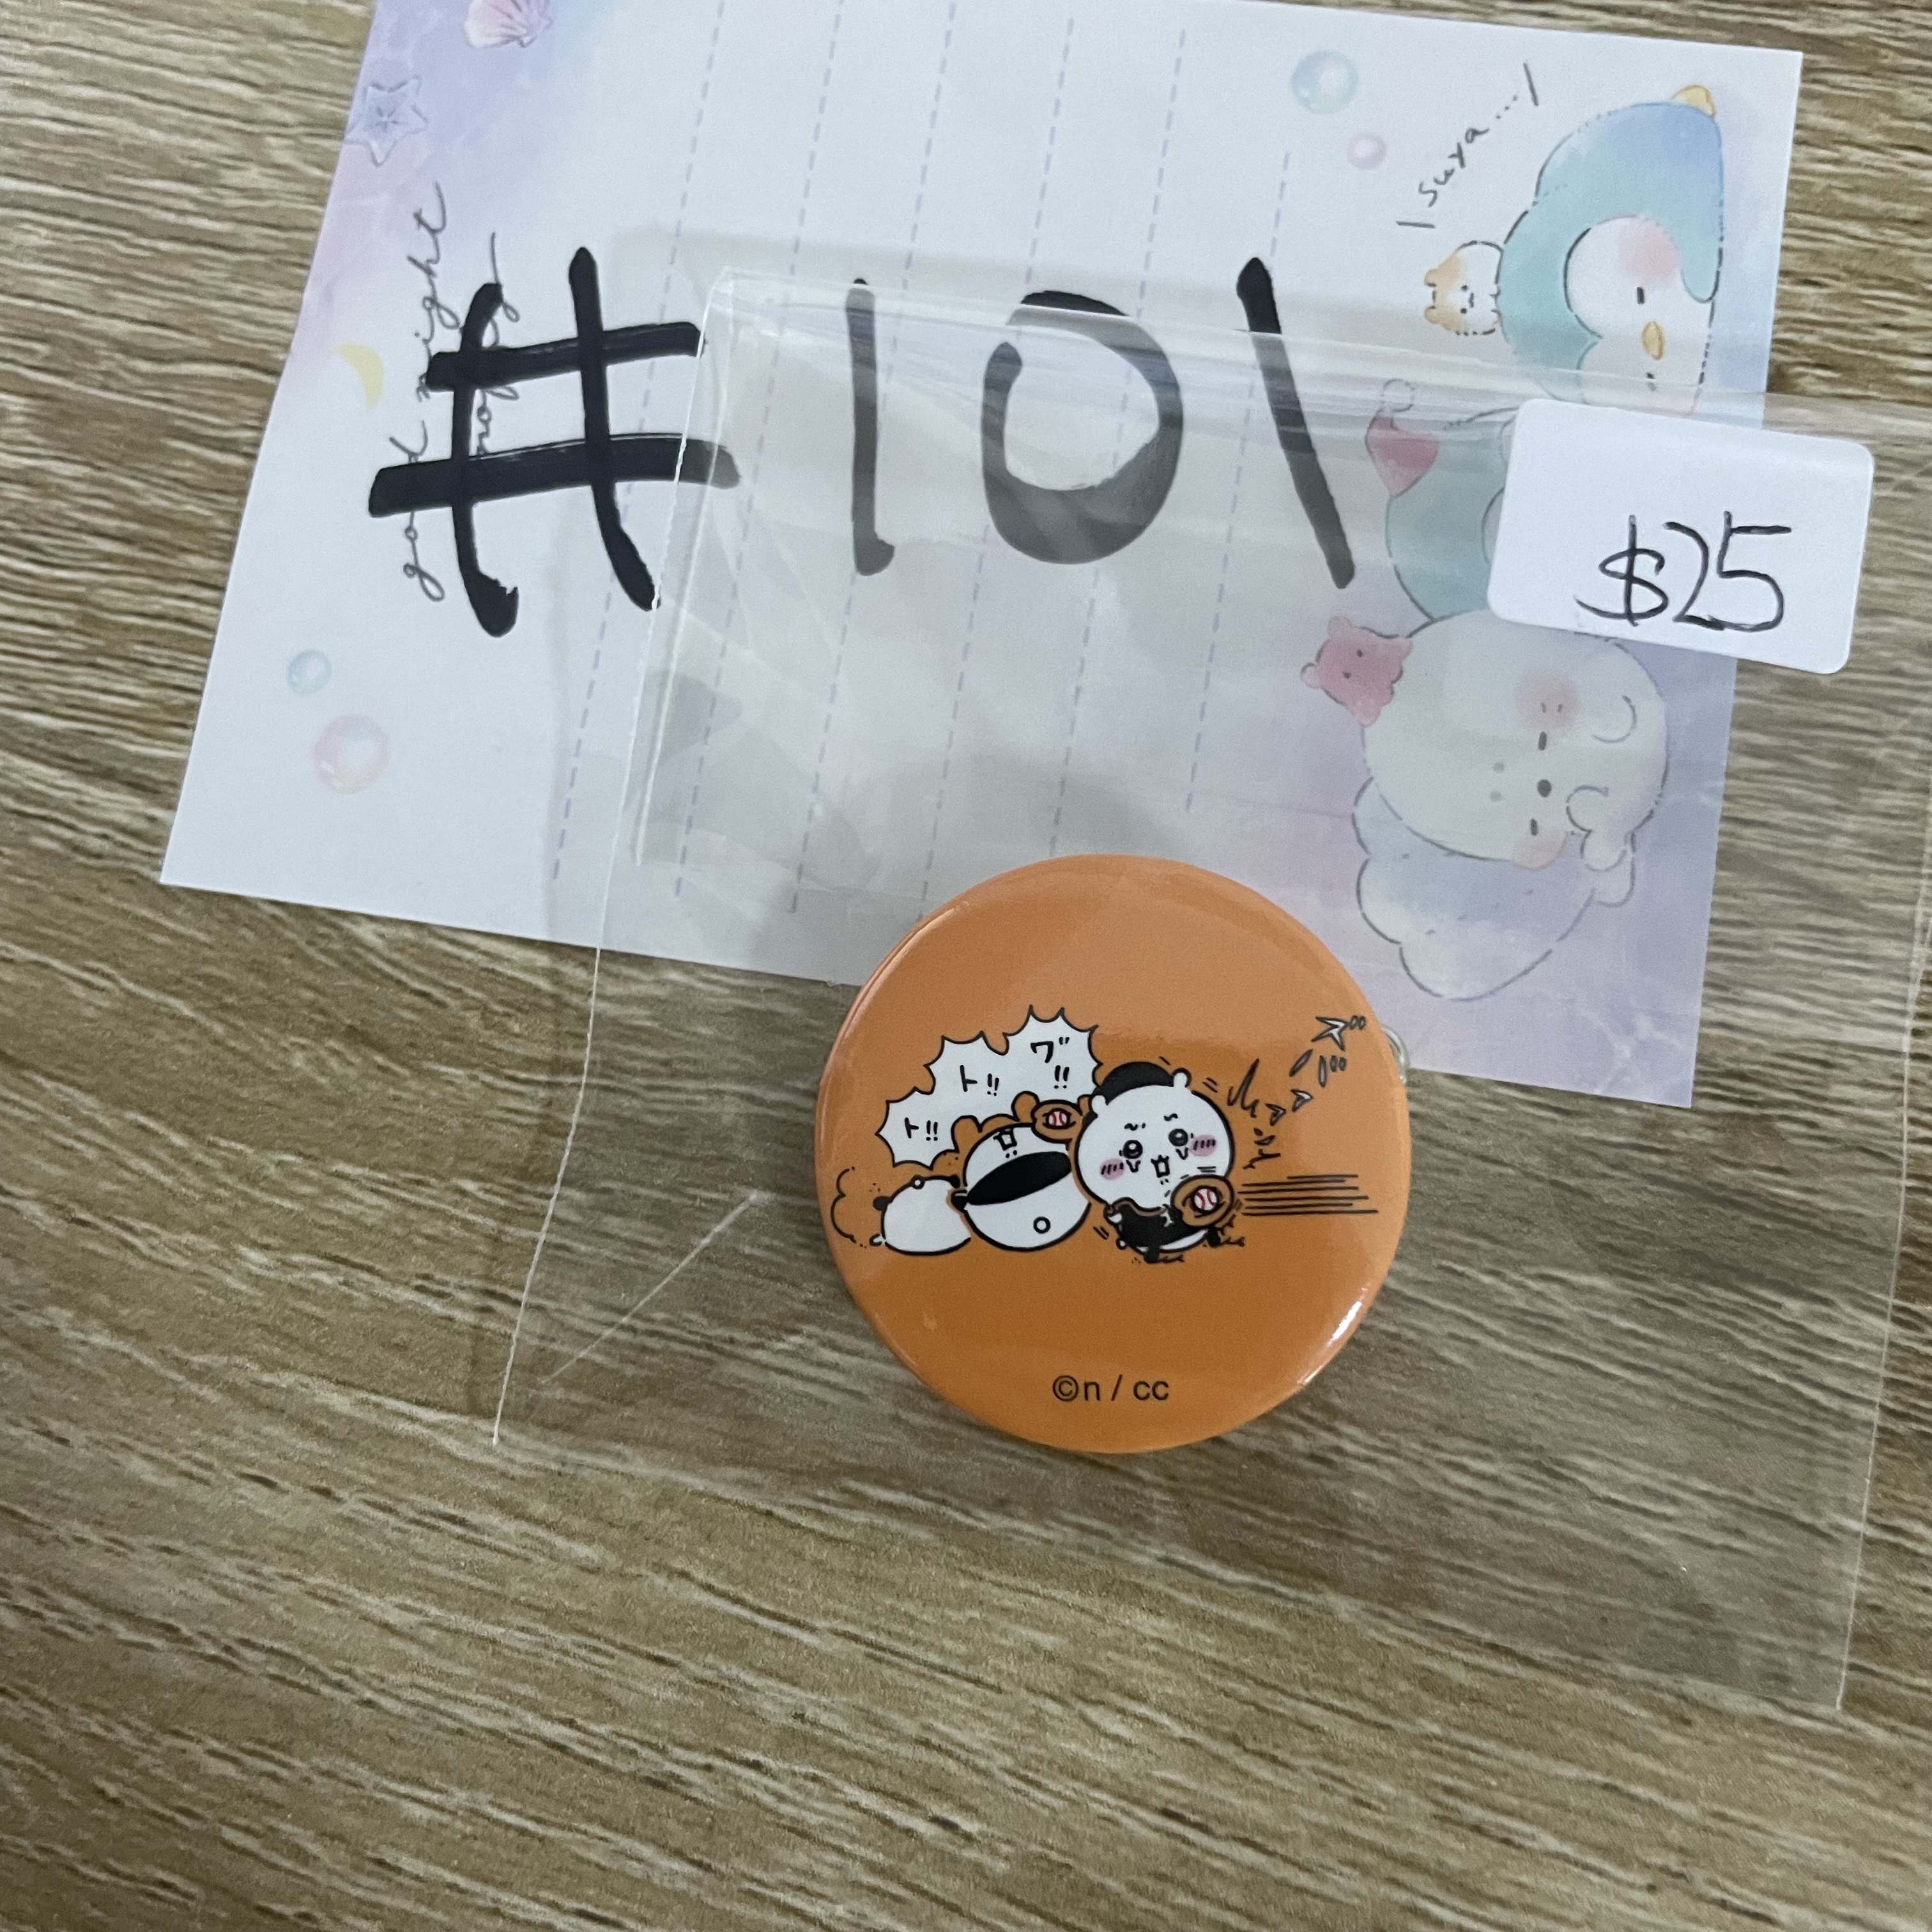 \ suya.... /
good night
#101
$25
ワ" !!
ト!!
ト!!
©n / cc